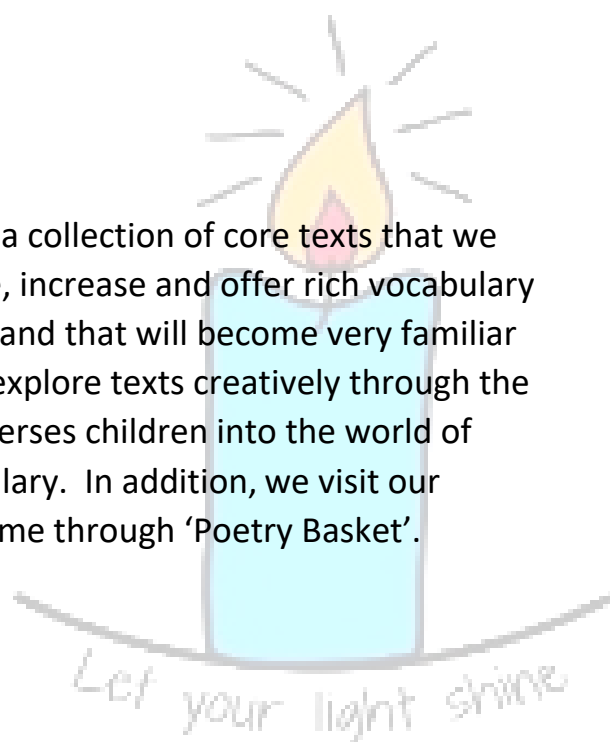 a collection of core texts that we
, increase and offer rich vocabulary
and that will become very familiar
explore texts creatively through the
erses children into the world of
lary.  In addition, we visit our
me through ‘Poetry Basket’.
Let your light shine